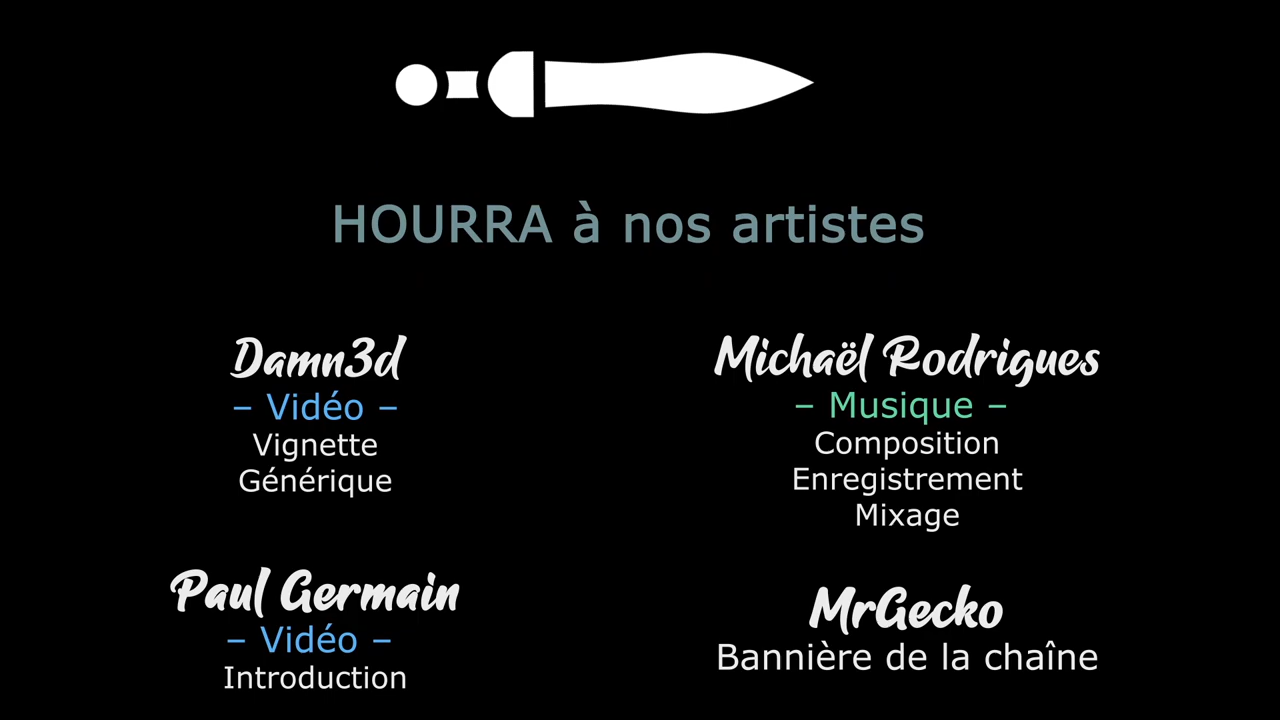 HOURRA à nos artistes
Damn3d
– Vidéo –
Vignette
Générique
Michaël Rodrigues
– Musique –
Composition
Enregistrement
Mixage
Paul Germain
– Vidéo –
Introduction
MrGecko
Bannière de la chaîne